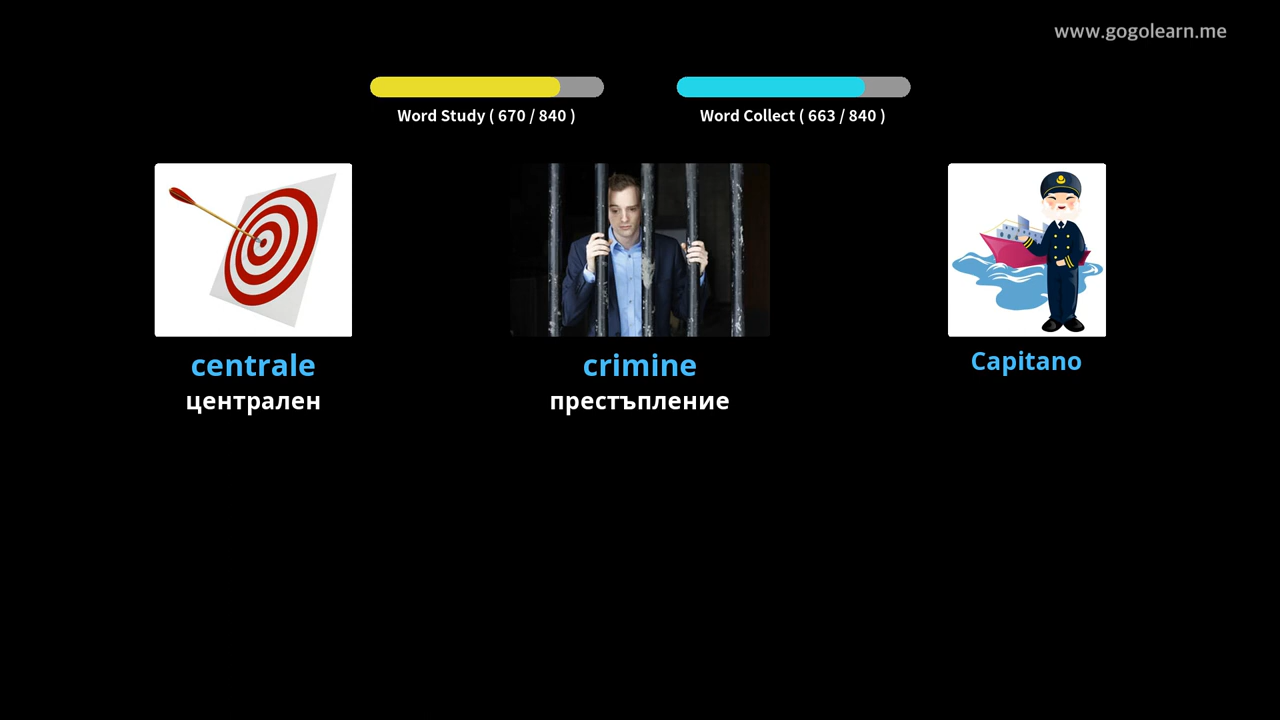 www.gogolearn.me
Word Study ( 670 / 840 )
Word Collect ( 663 / 840 )
centrale
централен
crimine
престъпление
Capitano